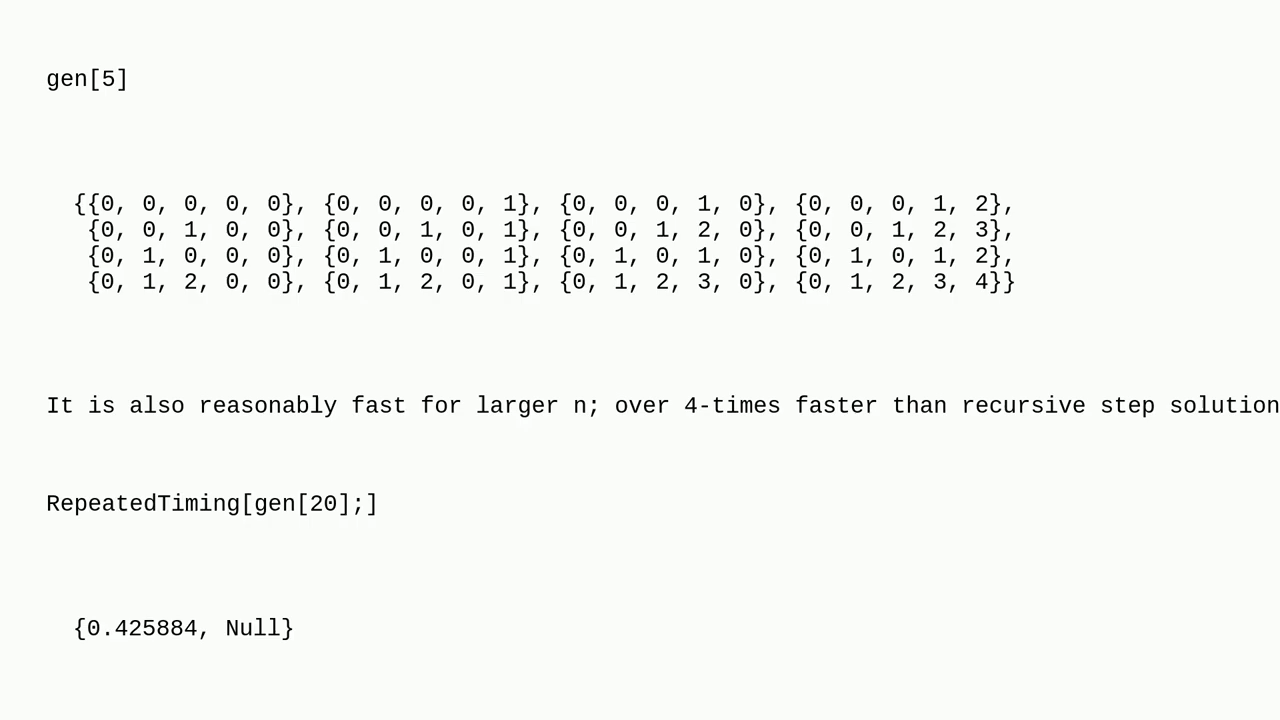 gen[5]
{{0, 0, 0, 0, 0}, {0, 0, 0, 0, 1}, {0, 0, 0, 1, 0}, {0, 0, 0, 1, 2},
{0, 0, 1, 0, 0}, {0, 0, 1, 0, 1}, {0, 0, 1, 2, 0}, {0, 0, 1, 2, 3},
{0, 1, 0, 0, 0}, {0, 1, 0, 0, 1}, {0, 1, 0, 1, 0}, {0, 1, 0, 1, 2},
{0, 1, 2, 0, 0}, {0, 1, 2, 0, 1}, {0, 1, 2, 3, 0}, {0, 1, 2, 3, 4}}
It is also reasonably fast for larger n; over 4-times faster than recursive step solution
RepeatedTiming[gen[20];]
{0.425884, Null}